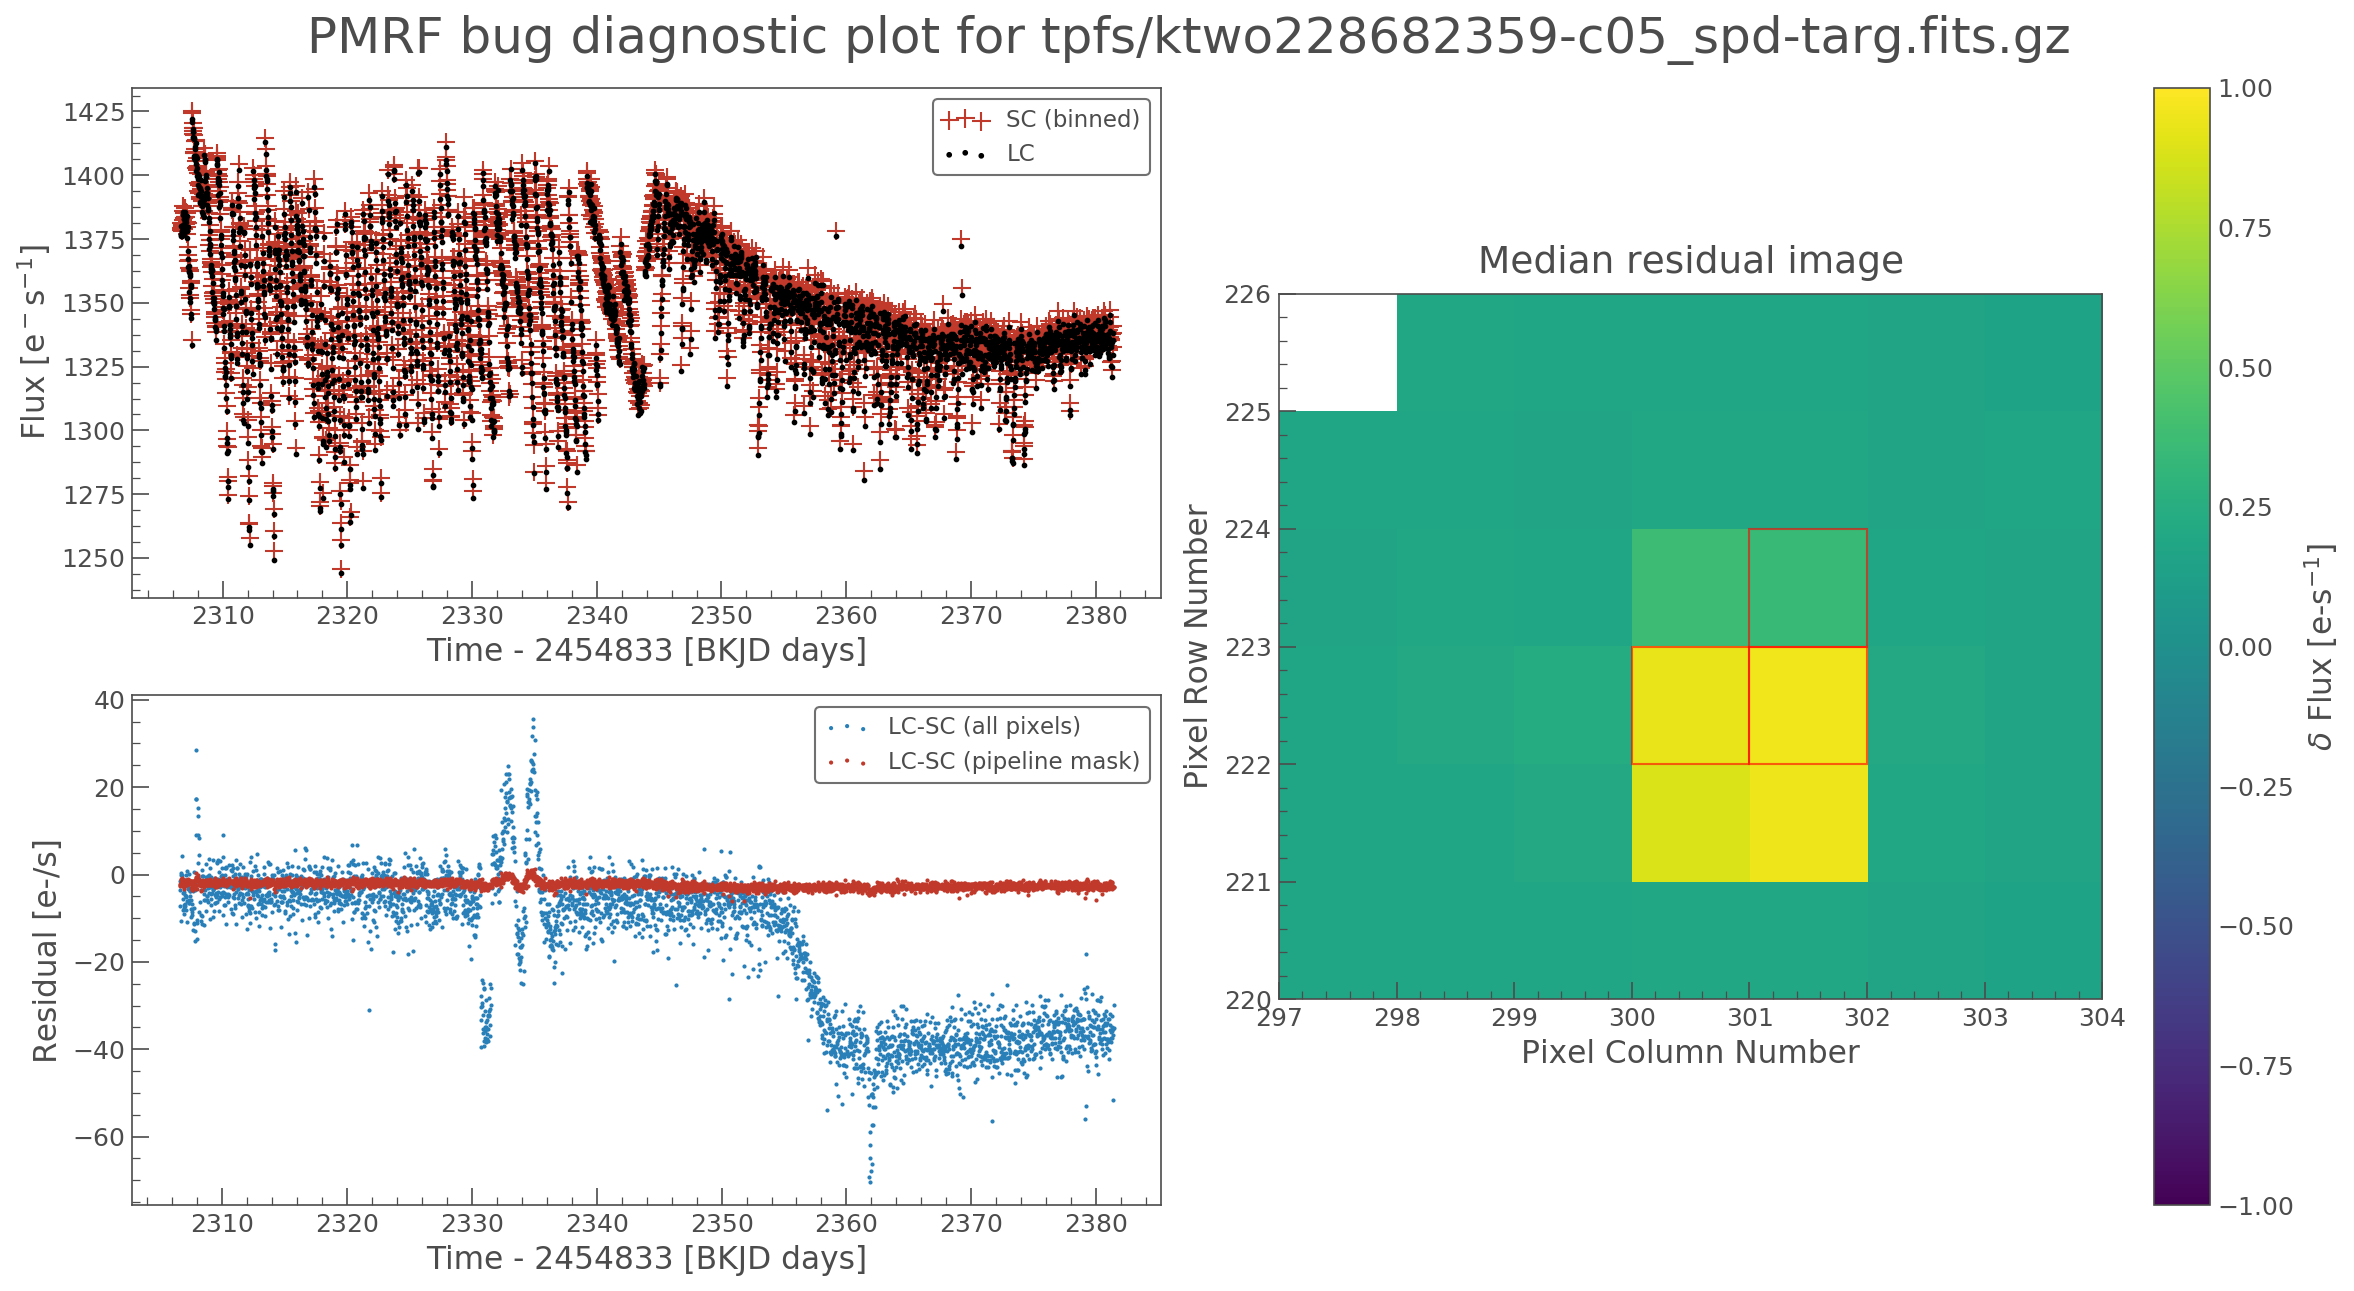 PMRF bug diagnostic plot for tpfs/ktwo228682359-c05_spd-targ.fits.gz
1425
1400
1375
1350
1325
1300
1275
1250
Flux [e⁻ s⁻¹]
SC (binned)
LC
2310 2320 2330 2340 2350 2360 2370 2380
Time - 2454833 [BKJD days]
40
20
0
−20
−40
−60
Residual [e-/s]
LC-SC (all pixels)
LC-SC (pipeline mask)
2310 2320 2330 2340 2350 2360 2370 2380
Time - 2454833 [BKJD days]
Median residual image
226
225
224
223
222
221
220
Pixel Row Number
297 298 299 300 301 302 303 304
Pixel Column Number
1.00
0.75
0.50
0.25
0.00
−0.25
−0.50
−0.75
−1.00
δ Flux [e-s⁻¹]